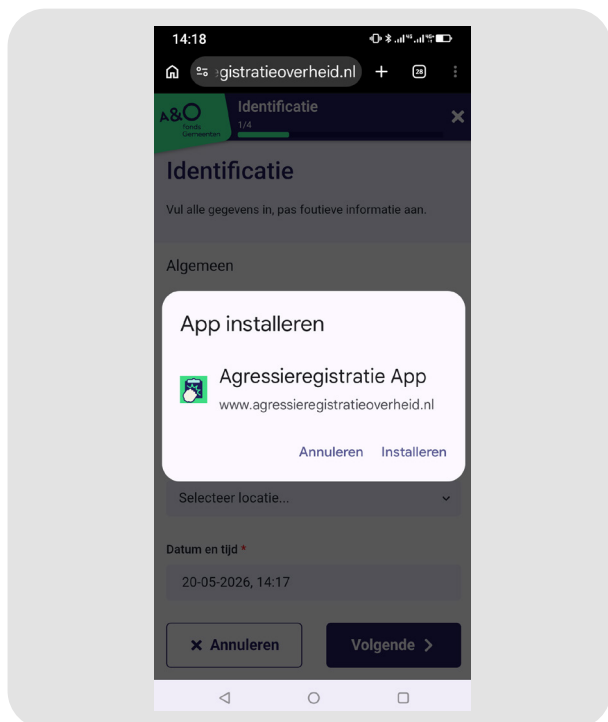 14:18
gistratieoverheid.nl
28
A&O
fonds
Gemeenten
Identificatie
1/4
Identificatie
Vul alle gegevens in, pas foutieve informatie aan.
Algemeen
App installeren
Agressieregistratie App
www.agressieregistratieoverheid.nl
Annuleren Installeren
Selecteer locatie...
Datum en tijd *
20-05-2026, 14:17
Annuleren
Volgende